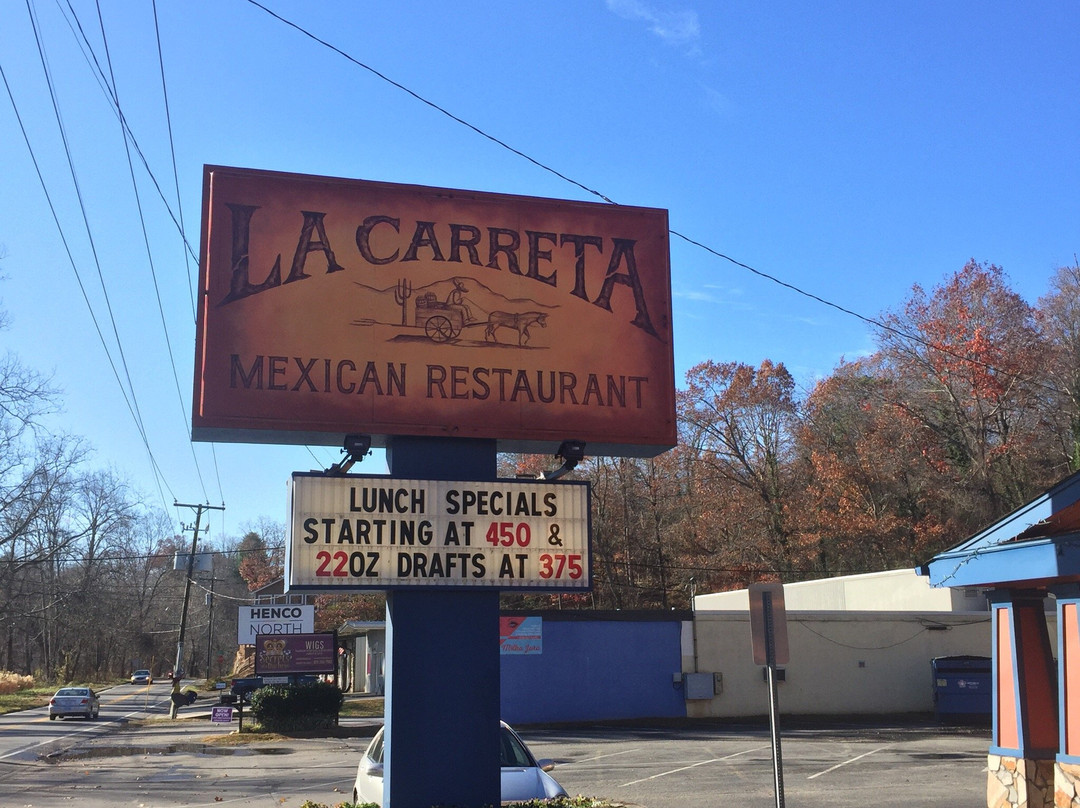 LA CARRETA
MEXICAN RESTAURANT
LUNCH SPECIALS
STARTING AT 450 &
22OZ DRAFTS AT 375
HENCO
NORTH
WIGS